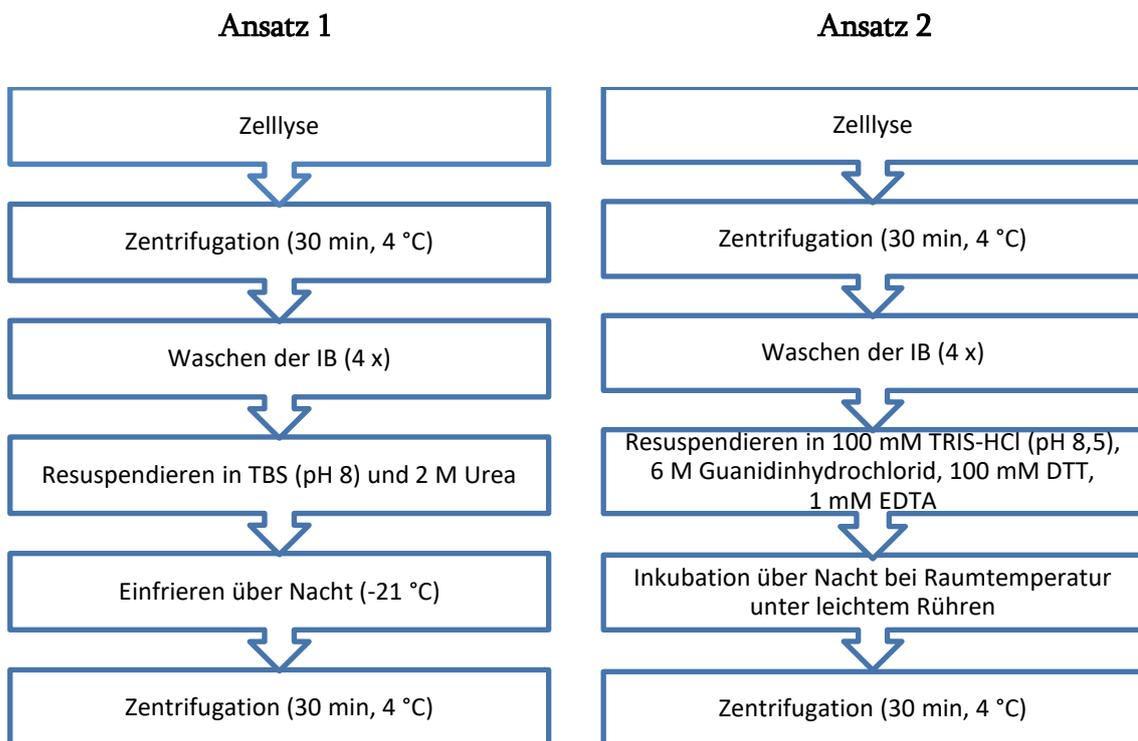 Ansatz 1
Zelllyse
Zentrifugation (30 min, 4 °C)
Waschen der IB (4 x)
Resuspendieren in TBS (pH 8) und 2 M Urea
Einfrieren über Nacht (-21 °C)
Zentrifugation (30 min, 4 °C)
Ansatz 2
Zelllyse
Zentrifugation (30 min, 4 °C)
Waschen der IB (4 x)
Resuspendieren in 100 mM TRIS-HCl (pH 8,5),
6 M Guanidinhydrochlorid, 100 mM DTT,
1 mM EDTA
Inkubation über Nacht bei Raumtemperatur
unter leichtem Rühren
Zentrifugation (30 min, 4 °C)